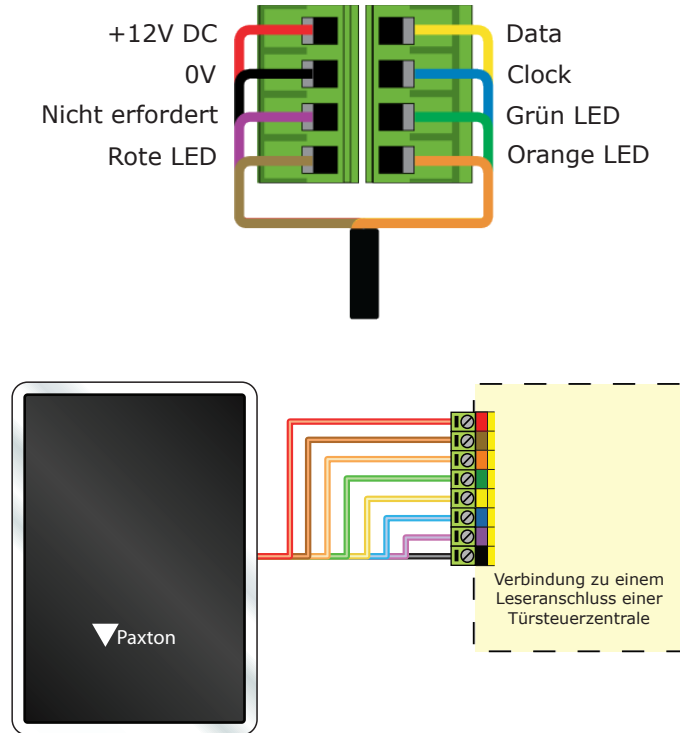 +12V DC
0V
Nicht erfordert
Rote LED
Data
Clock
Grün LED
Orange LED
Paxton
Verbindung zu einem
Leseranschluss einer
Türsteuerzentrale